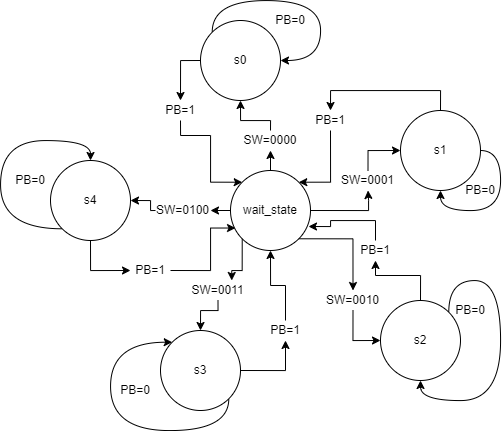 PB=0
s0
PB=1
SW=0000
PB=1
s1
SW=0001
PB=0
PB=0
s4
SW=0100
wait_state
PB=1
PB=1
SW=0011
SW=0010
PB=0
s2
PB=1
s3
PB=0